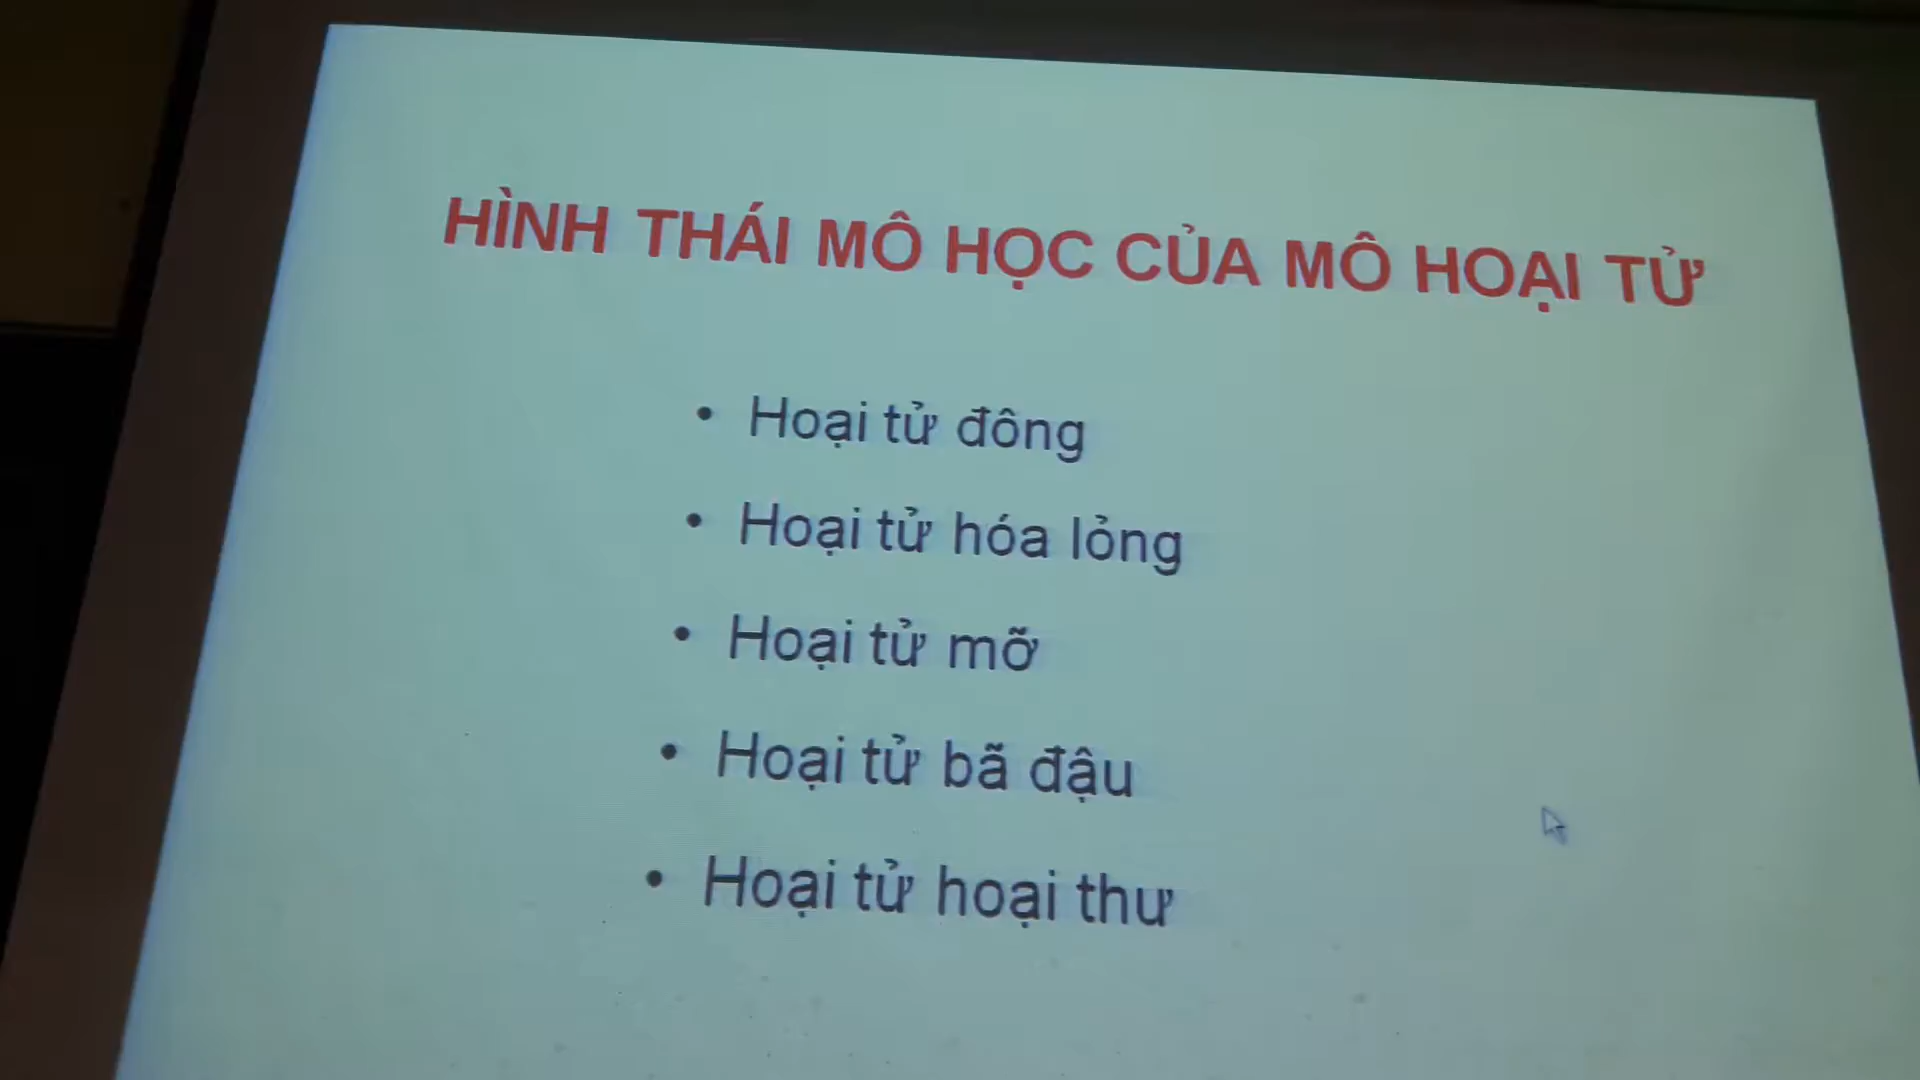 HÌNH THÁI MÔ HỌC CỦA MÔ HOẠI TỬ
• Hoại tử đông
• Hoại tử hóa lỏng
• Hoại tử mỡ
• Hoại tử bã đậu
• Hoại tử hoại thư